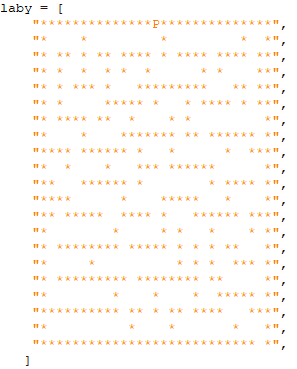 laby = [
"**************P**************",
"*    *         *         *  *",
"** ** * ** **** * **** * ****",
"*  *  *  * *  *      * *   **",
"* * *** *   *********   ** **",
"* *     *****   * **** * * **",
"* **** **  *    * *         *",
"*    *     ******* ** ***** *",
"**** ****** *  *    *   * ***",
"*  *    *   *** ******      *",
"**   ****** *        * **** *",
"****      *    *****   *    *",
"** *****  **** *   ****** ***",
"*        *     * *   *    * *",
"* ******** ******** * * * ** *",
"*     *          * *  * *** *",
"* ********* ******** **     *",
"*        *    *    *  ***** *",
"********** ** * ** ****   ***",
"*          *    *       *   *",
"*************************** *",
]